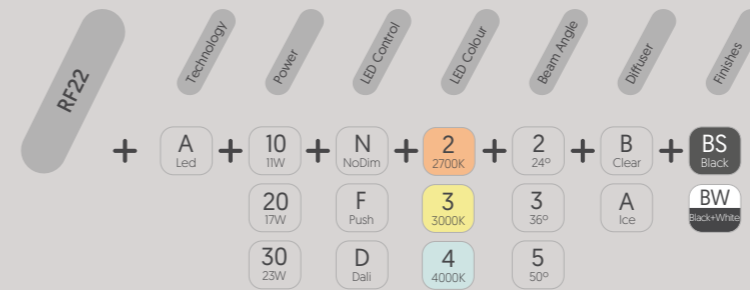 RF22
Technology Power LED Control LED Colour Beam Angle Diffuser Finishes
+ A + 10 + N + 2 + 2 + B + BS
Led 11W NoDim 2700K 24º Clear Black
20 F 3 3 A BW
17W Push 3000K 36º Ice Black+White
30 D 4 5
23W Dali 4000K 50º